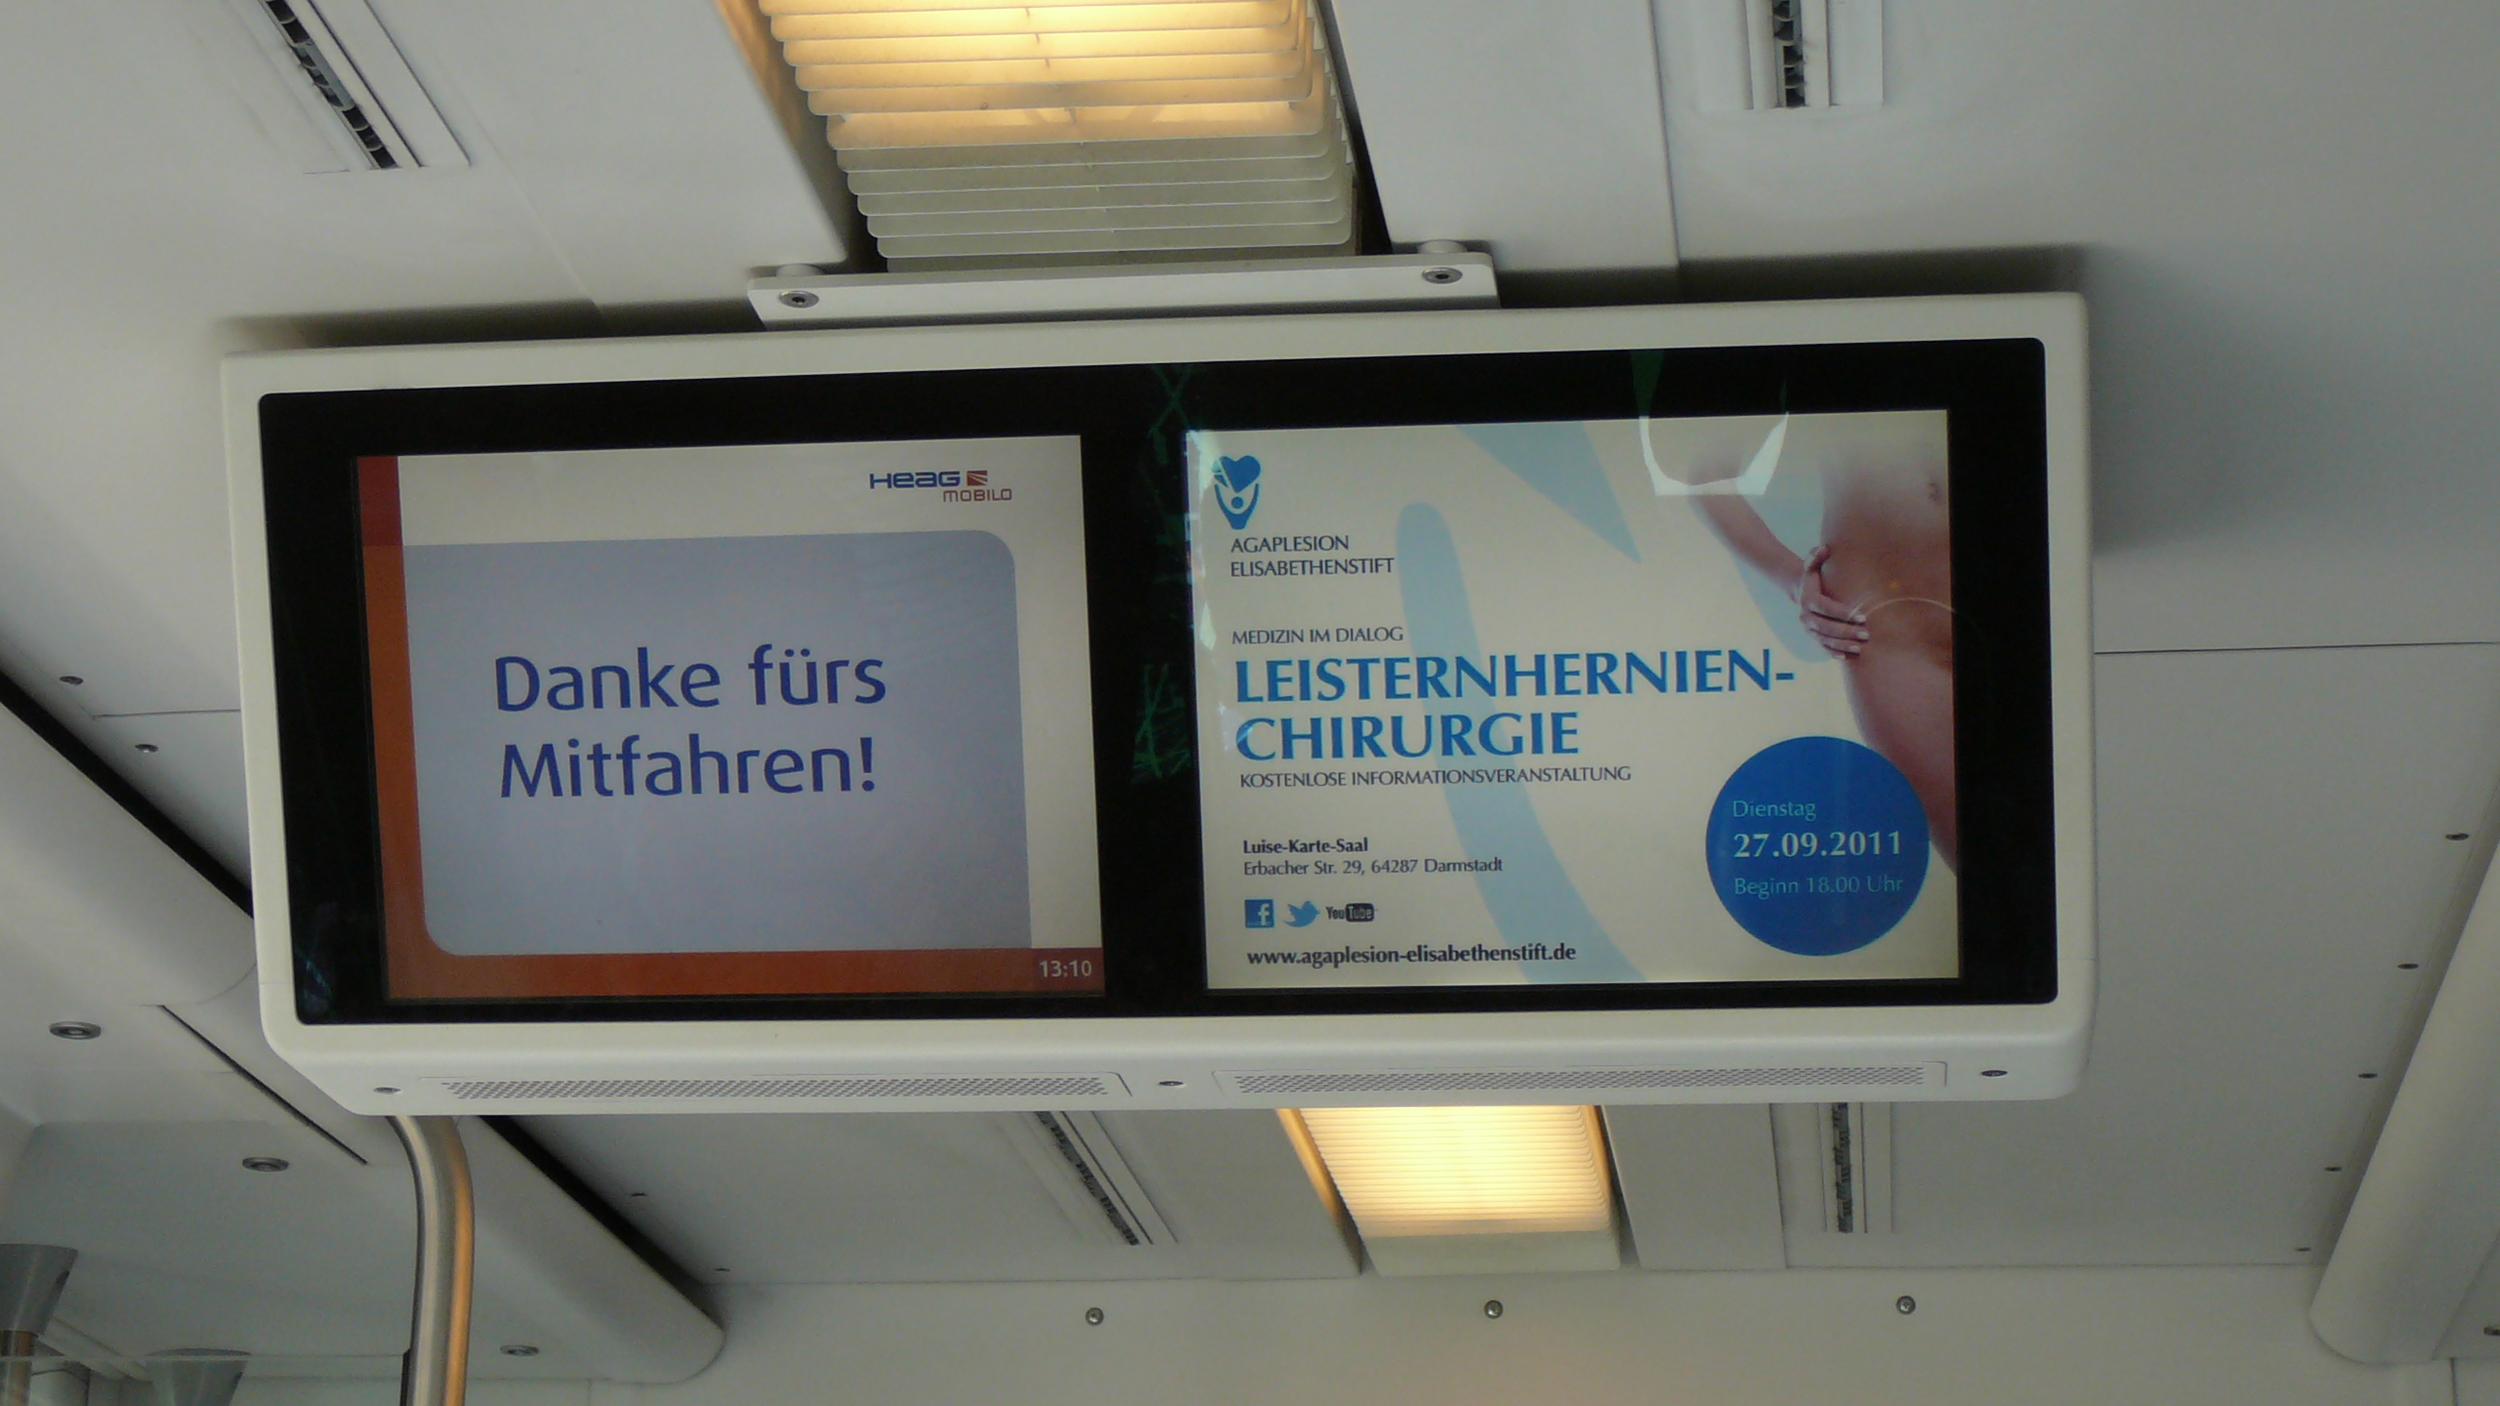 HEAG
MOBILO
Danke fürs
Mitfahren!
13:10
AGAPLESION
ELISABETHENSTIFT
MEDIZIN IM DIALOG
LEISTERNHERNIEN-
CHIRURGIE
KOSTENLOSE INFORMATIONSVERANSTALTUNG
Luise-Karte-Saal
Erbacher Str. 29, 64287 Darmstadt
f
YouTube
www.agaplesion-elisabethenstift.de
Dienstag
27.09.2011
Beginn 18.00 Uhr